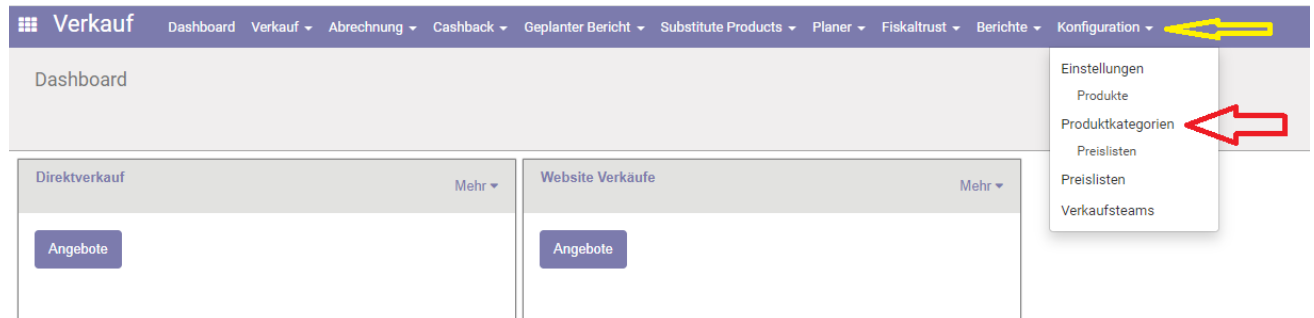 Verkauf Dashboard Verkauf Abrechnung Cashback Geplanter Bericht Substitute Products Planer Fiskaltrust Berichte Konfiguration
Dashboard
Einstellungen
Produkte
Produktkategorien
Preislisten
Preislisten
Verkaufsteams
Direktverkauf Mehr
Angebote
Website Verkäufe Mehr
Angebote